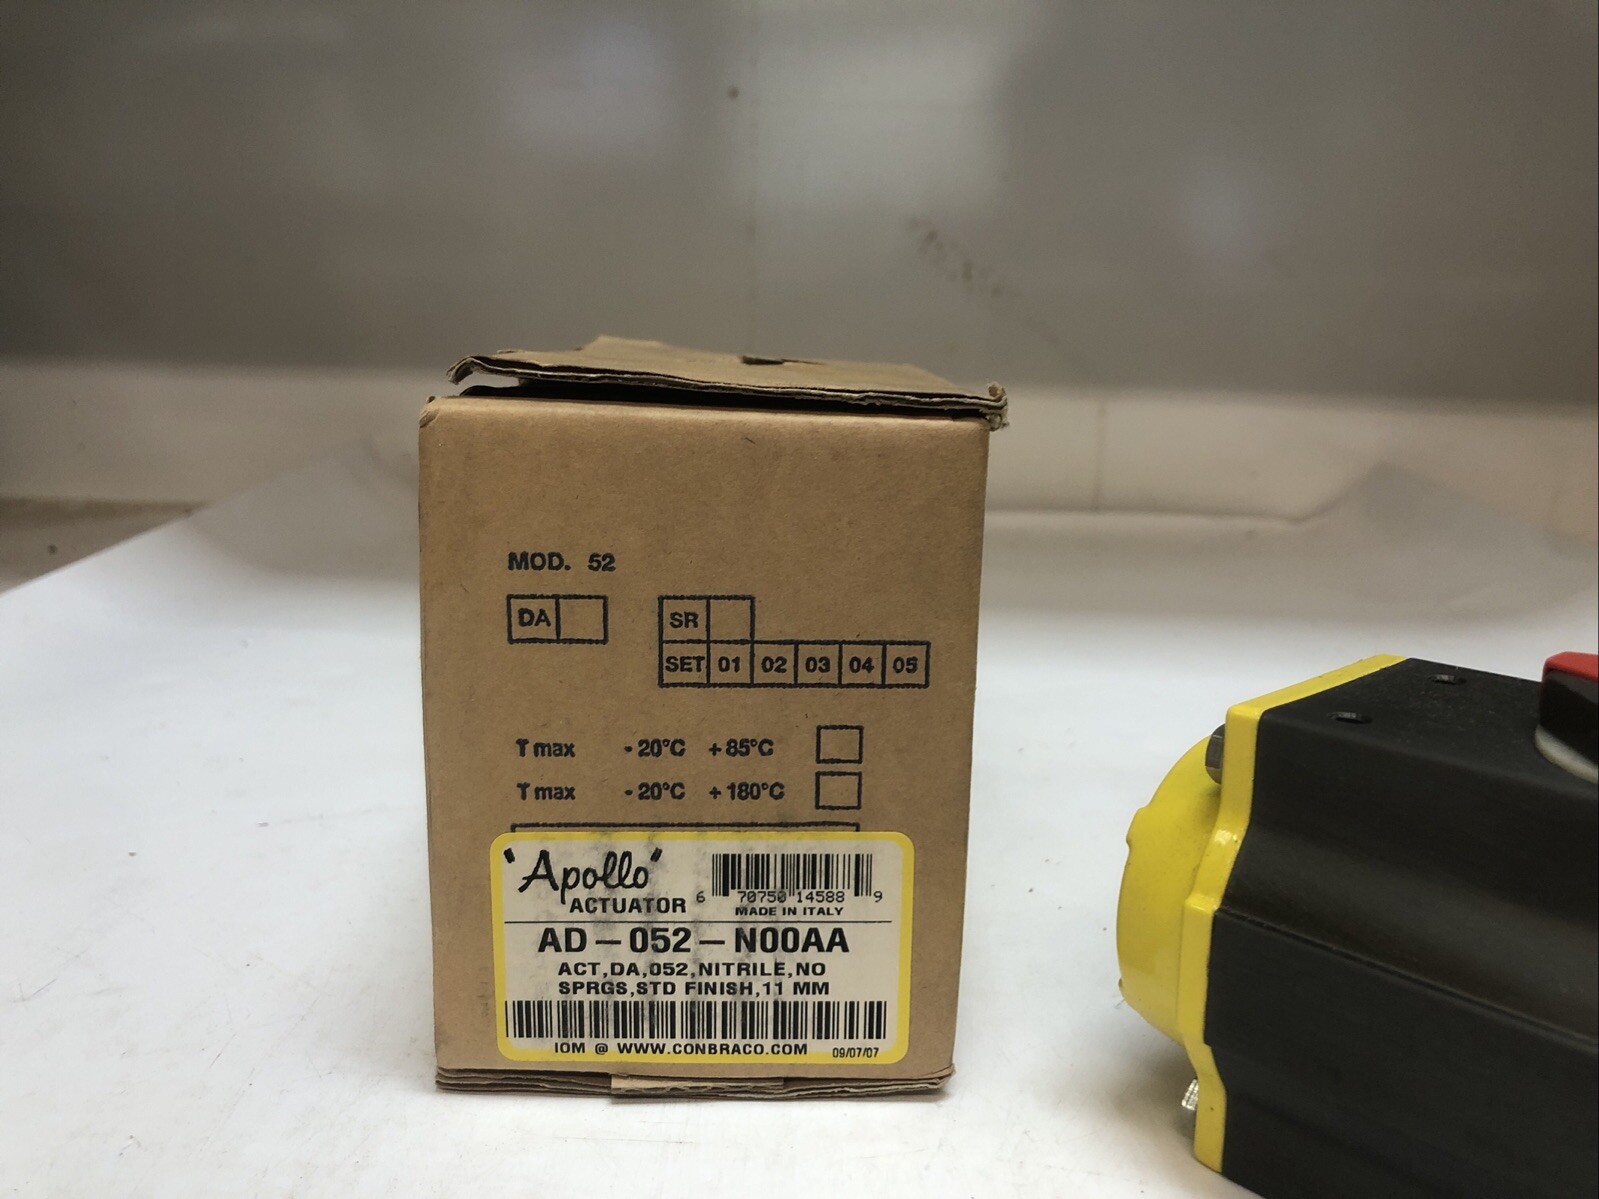 MOD. 52
DA SR
SET 01 02 03 04 05
T max - 20°C + 85°C
T max - 20°C + 180°C
"Apollo"
ACTUATOR
6 70750 14588 9
MADE IN ITALY
AD-052-N00AA
ACT,DA,052,NITRILE,NO
SPRGS,STD FINISH,11 MM
IOM @ WWW.CONBRACO.COM 09/07/07